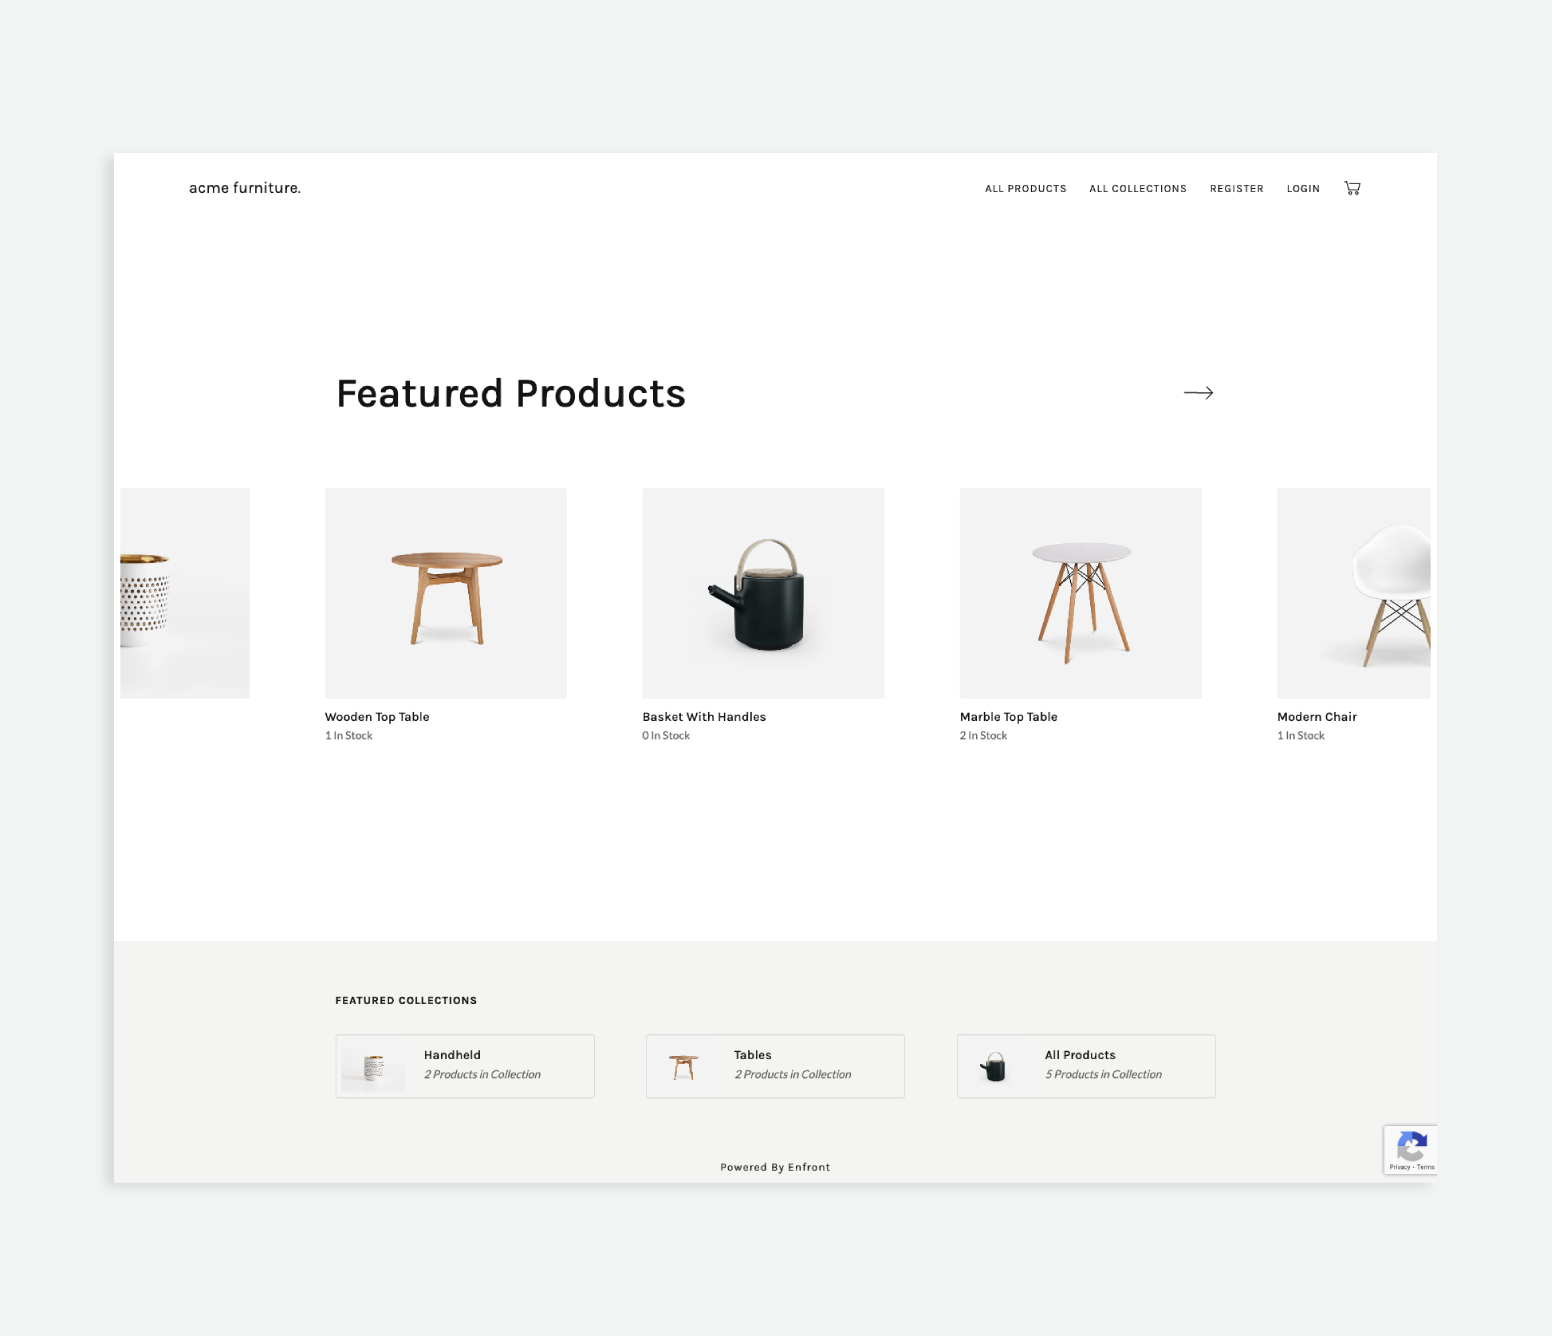 acme furniture.
ALL PRODUCTS
ALL COLLECTIONS
REGISTER
LOGIN
Featured Products
Wooden Top Table
1 In Stock
Basket With Handles
0 In Stock
Marble Top Table
2 In Stock
Modern Chair
1 In Stock
FEATURED COLLECTIONS
Handheld
2 Products in Collection
Tables
2 Products in Collection
All Products
5 Products in Collection
Privacy - Terms
Powered By Enfront